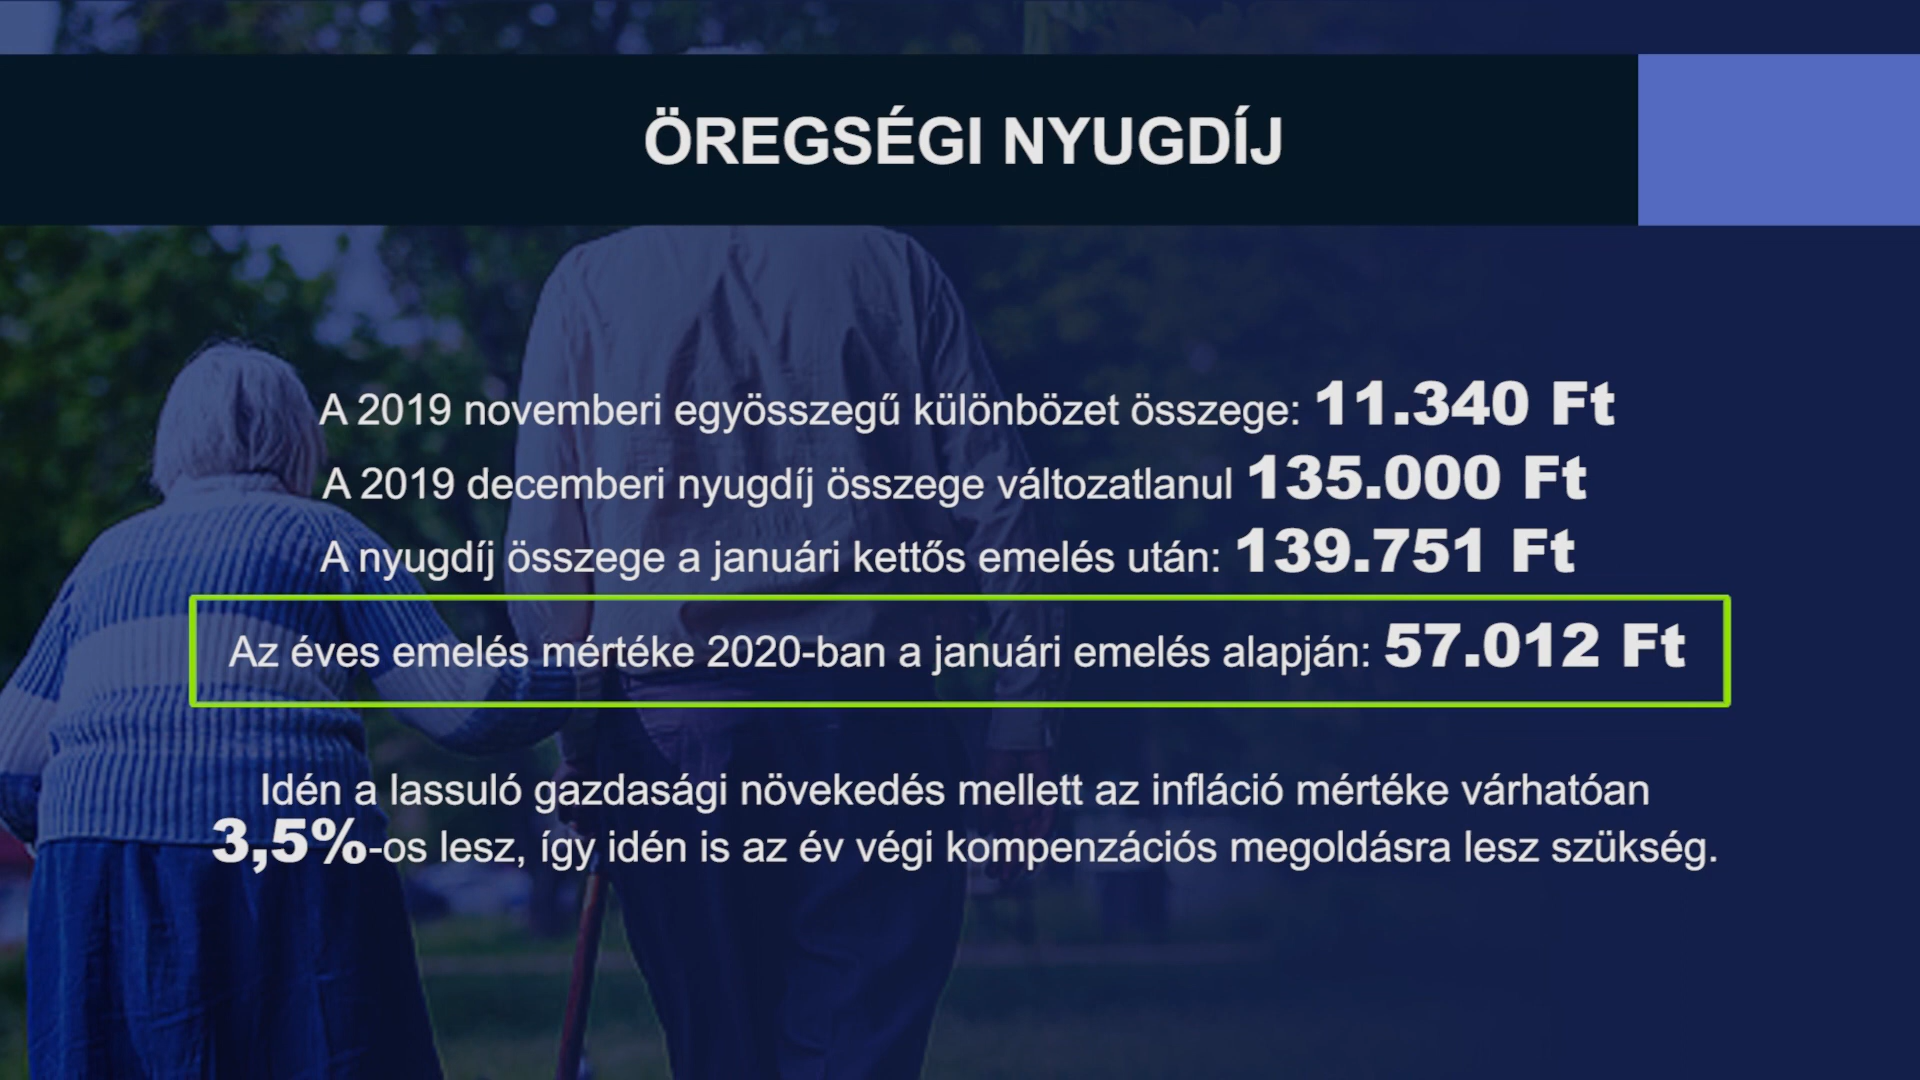 ÖREGSÉGI NYUGDÍJ
A 2019 novemberi egyösszegű különbözet összege: 11.340 Ft
A 2019 decemberi nyugdíj összege változatlanul 135.000 Ft
A nyugdíj összege a januári kettős emelés után: 139.751 Ft
Az éves emelés mértéke 2020-ban a januári emelés alapján: 57.012 Ft
Idén a lassuló gazdasági növekedés mellett az infláció mértéke várhatóan
3,5%-os lesz, így idén is az év végi kompenzációs megoldásra lesz szükség.